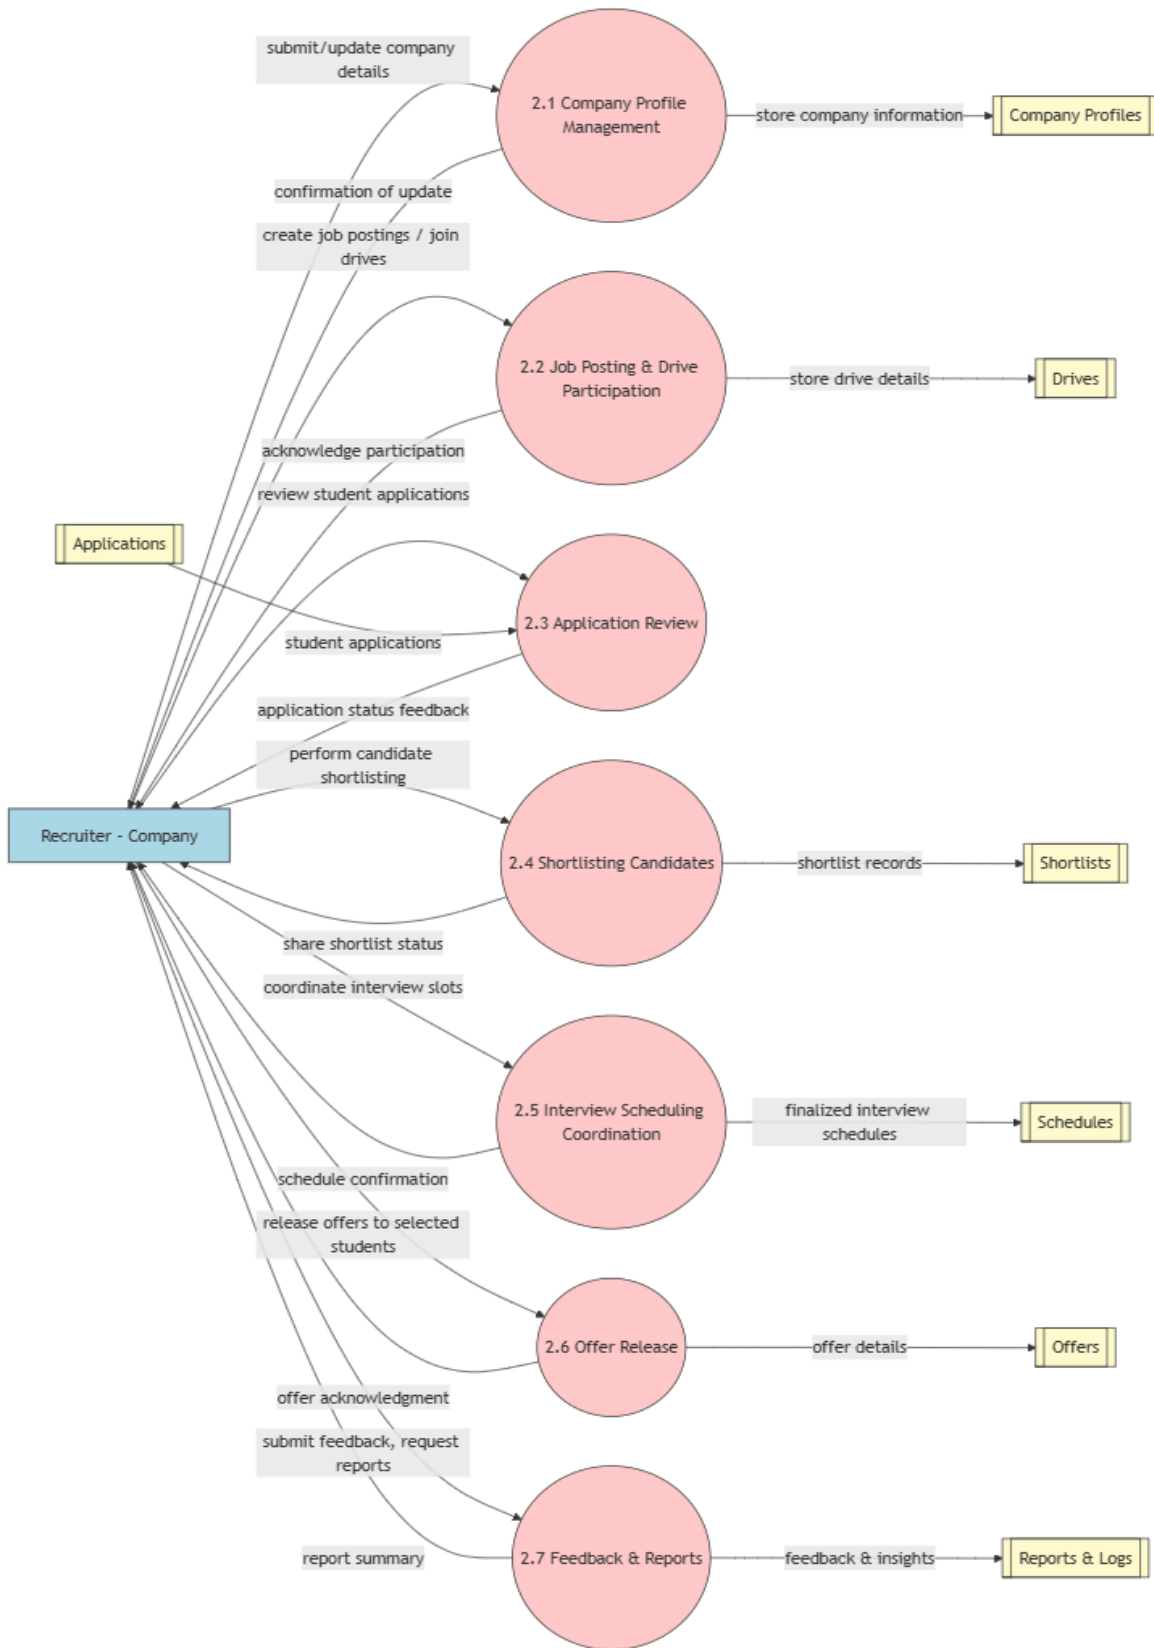 submit/update company
details
2.1 Company Profile
Management
store company information
Company Profiles
confirmation of update
create job postings / join
drives
2.2 Job Posting & Drive
Participation
store drive details
Drives
acknowledge participation
review student applications
Applications
2.3 Application Review
student applications
application status feedback
perform candidate
shortlisting
Recruiter - Company
2.4 Shortlisting Candidates
shortlist records
Shortlists
share shortlist status
coordinate interview slots
2.5 Interview Scheduling
Coordination
finalized interview
schedules
Schedules
schedule confirmation
release offers to selected
students
2.6 Offer Release
offer details
Offers
offer acknowledgment
submit feedback, request
reports
2.7 Feedback & Reports
report summary
feedback & insights
Reports & Logs